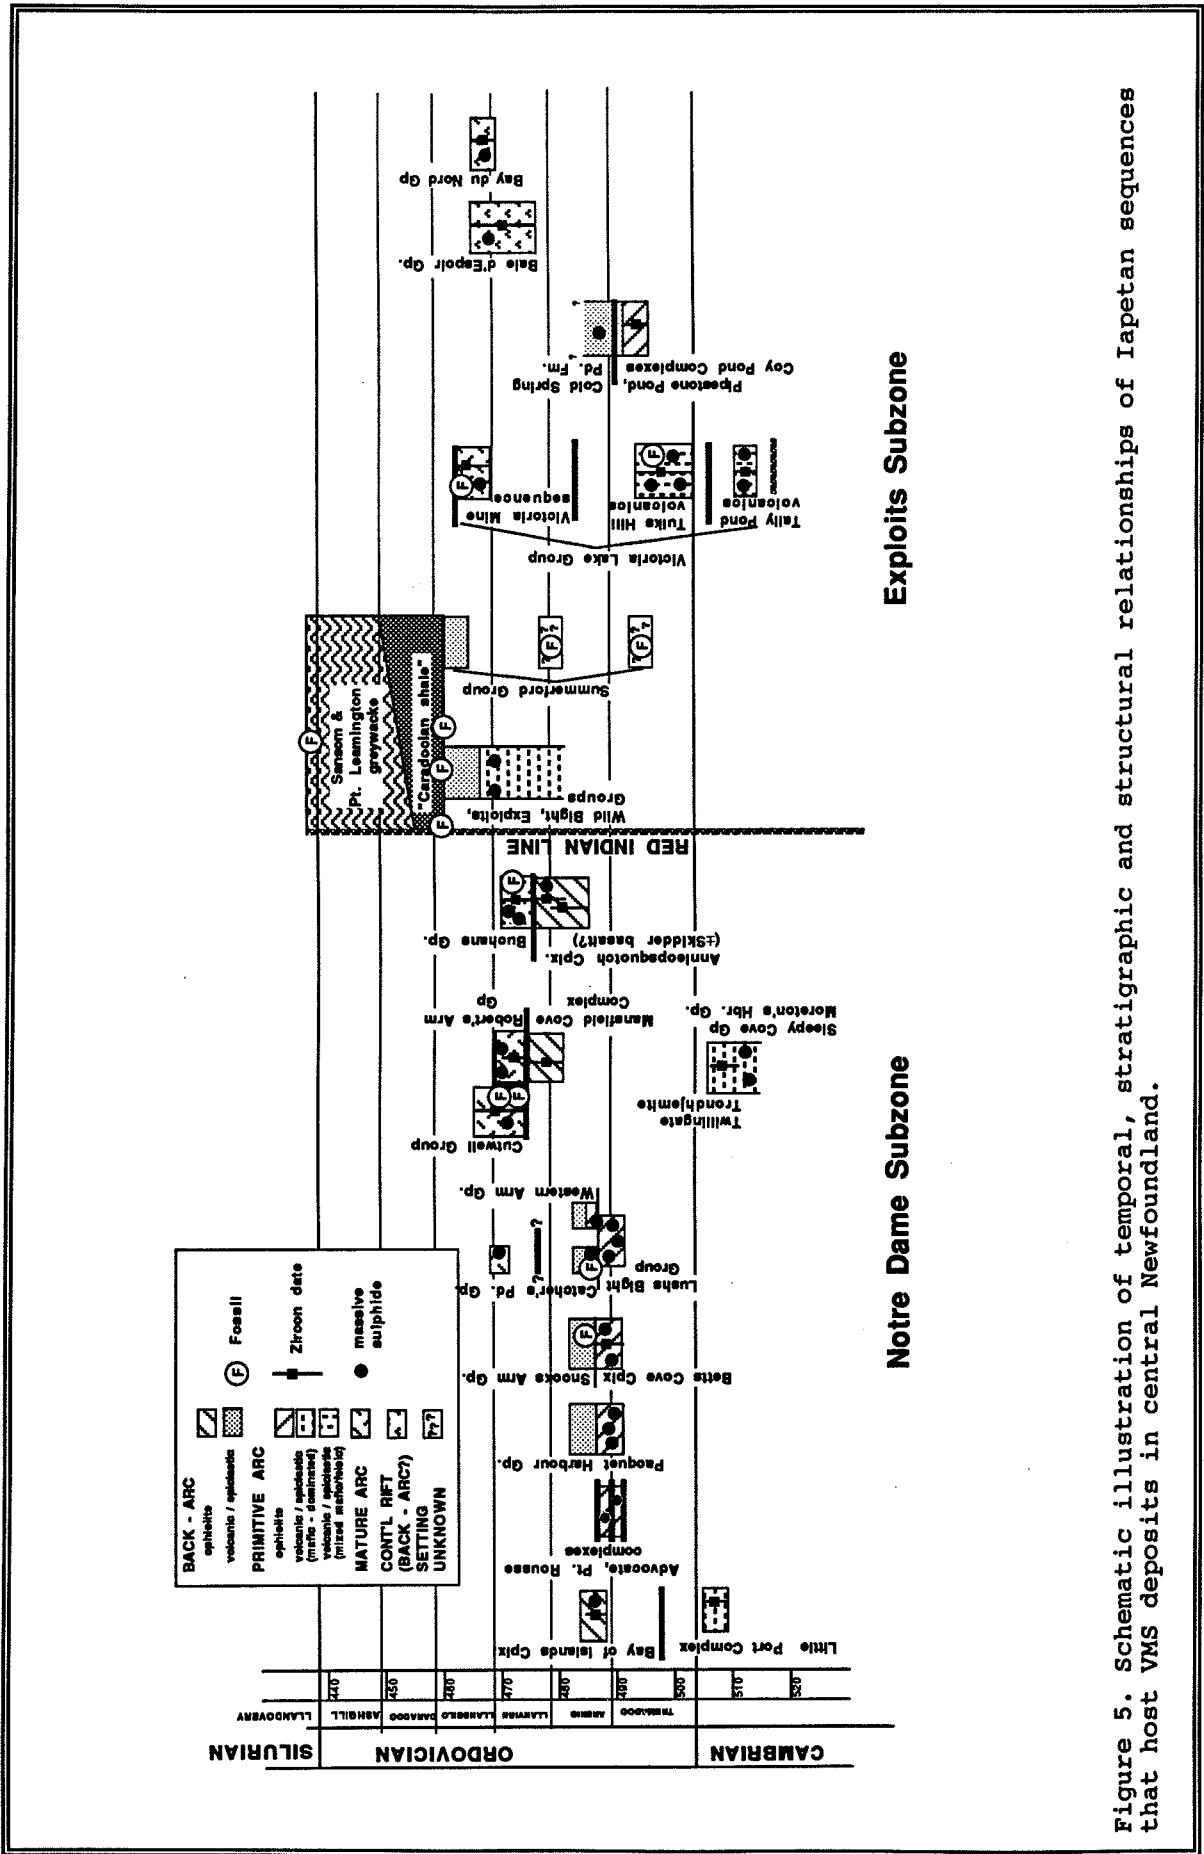 SILURIAN
ORDOVICIAN
CAMBRIAN
LLANDOVERY
ASHGILL
CARADOC
LLANDEILO
LLANVIRN
ARENIG
TREMADOC
440
450
460
470
480
490
500
510
520
BACK - ARC
ophiolite
volcanic / epiclastic
PRIMITIVE ARC
ophiolite
volcanic / epiclastic
(mafic - dominated)
volcanic / epiclastic
(mixed mafic/felsic)
MATURE ARC
CONT'L RIFT
(BACK - ARC?)
SETTING
UNKNOWN
???
F Fossil
Zircon date
massive
sulphide
Little Port Complex
Bay of Islands Cplx
Advocate, Pt. Rousse
complexes
Pacquet Harbour Gp.
Betts Cove Cplx
Snooks Arm Gp.
F
Lushs Bight
Group
Catcher's Pd. Gp.
? ?
F
Western Arm Gp.
Cutwell Group
F F
Twillingate
Trondhjemite
Sleepy Cove Gp
Moreton's Hbr. Gp.
Robert's Arm
Gp
Mansfield Cove
Complex
Buchans Gp.
F
Annieopsquotch Cplx.
(±Skidder basalt?)
RED INDIAN LINE
Wild Bight, Exploits,
Groups
Sansom &
Pt. Leamington
greywacke
"Caradocian shale"
F
F
F
F
Summerford Group
? F ? ?
? F ? ?
Victoria Lake Group
Victoria Mine
sequence
F
Tulks Hill
volcanics
F
Tally Pond
volcanics
Cold Spring
Pd. Fm.
? ?
Pipestone Pond,
Coy Pond Complexes
Baie d'Espoir Gp.
Bay du Nord Gp
Notre Dame Subzone
Exploits Subzone
Figure 5. Schematic illustration of temporal, stratigraphic and structural relationships of Iapetan sequences
that host VMS deposits in central Newfoundland.